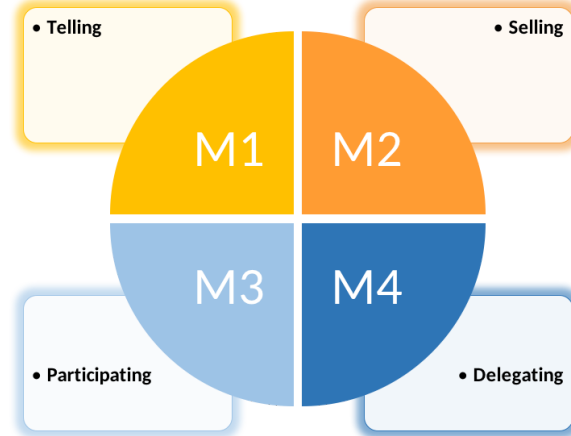 • Telling
• Selling
M1
M2
M3
M4
• Participating
• Delegating